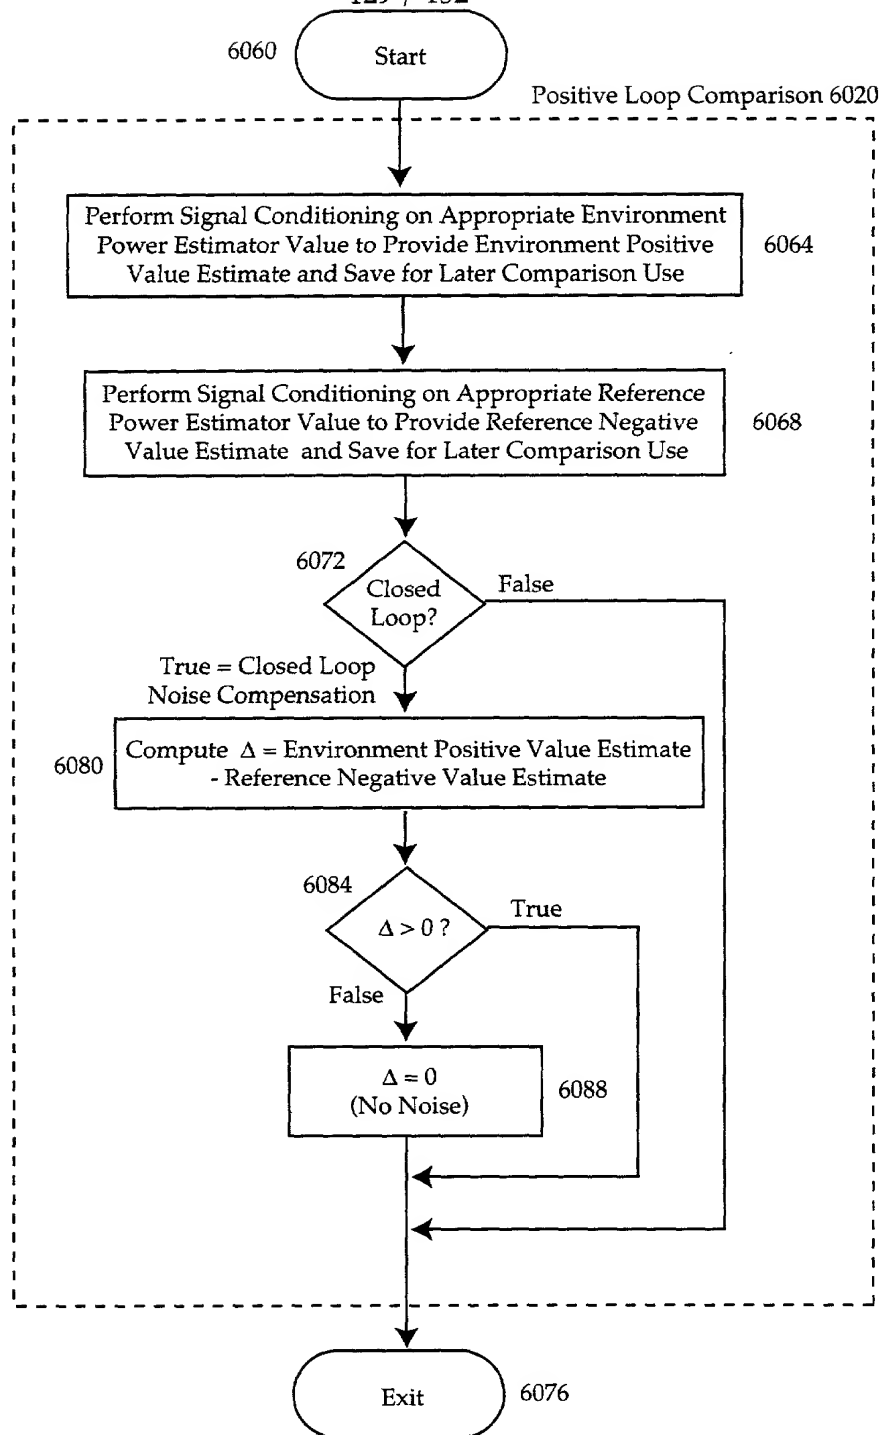 6060
Start
Positive Loop Comparison 6020
Perform Signal Conditioning on Appropriate Environment
Power Estimator Value to Provide Environment Positive
Value Estimate and Save for Later Comparison Use
6064
Perform Signal Conditioning on Appropriate Reference
Power Estimator Value to Provide Reference Negative
Value Estimate and Save for Later Comparison Use
6068
6072
Closed
Loop?
False
True = Closed Loop
Noise Compensation
6080
Compute Δ = Environment Positive Value Estimate
- Reference Negative Value Estimate
6084
Δ > 0 ?
True
False
Δ = 0
(No Noise)
6088
Exit
6076